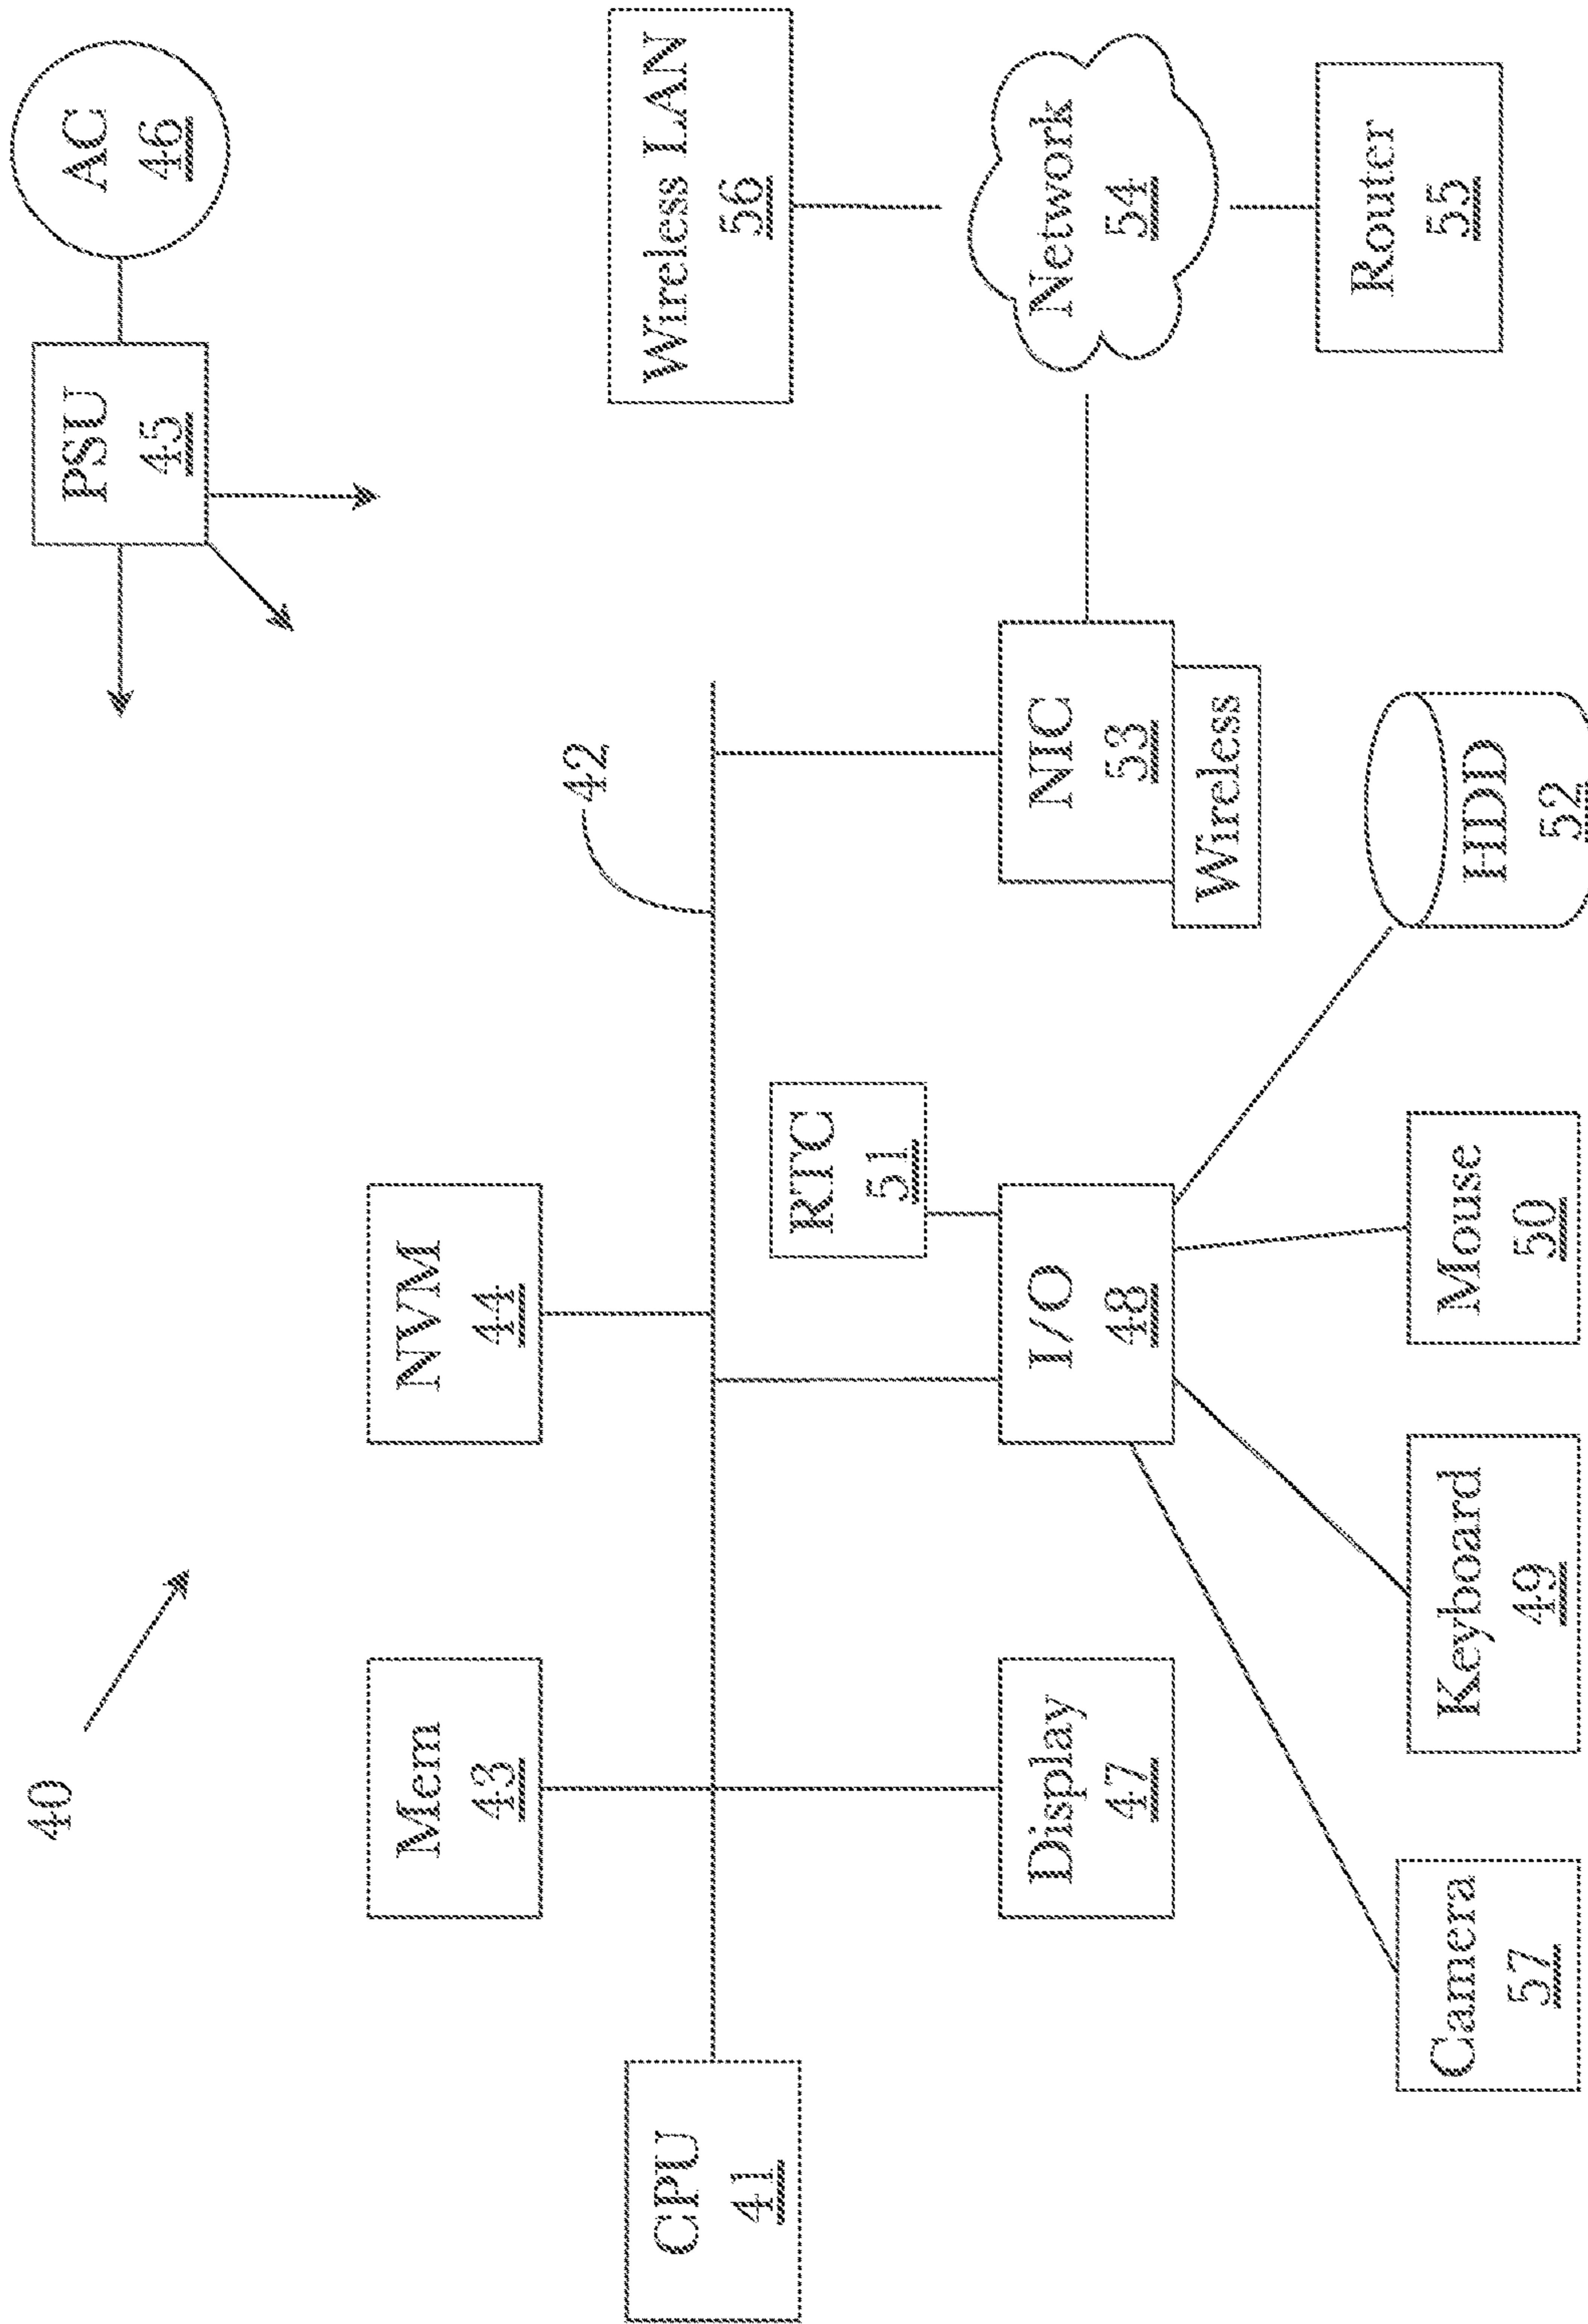 40
PSU
45
AC
46
Mem
43
NVM
44
42
Wireless LAN
56
CPU
41
RTC
51
Display
47
I/O
48
NIC
53
Wireless
Network
54
Router
55
Camera
57
Keyboard
49
Mouse
50
HDD
52